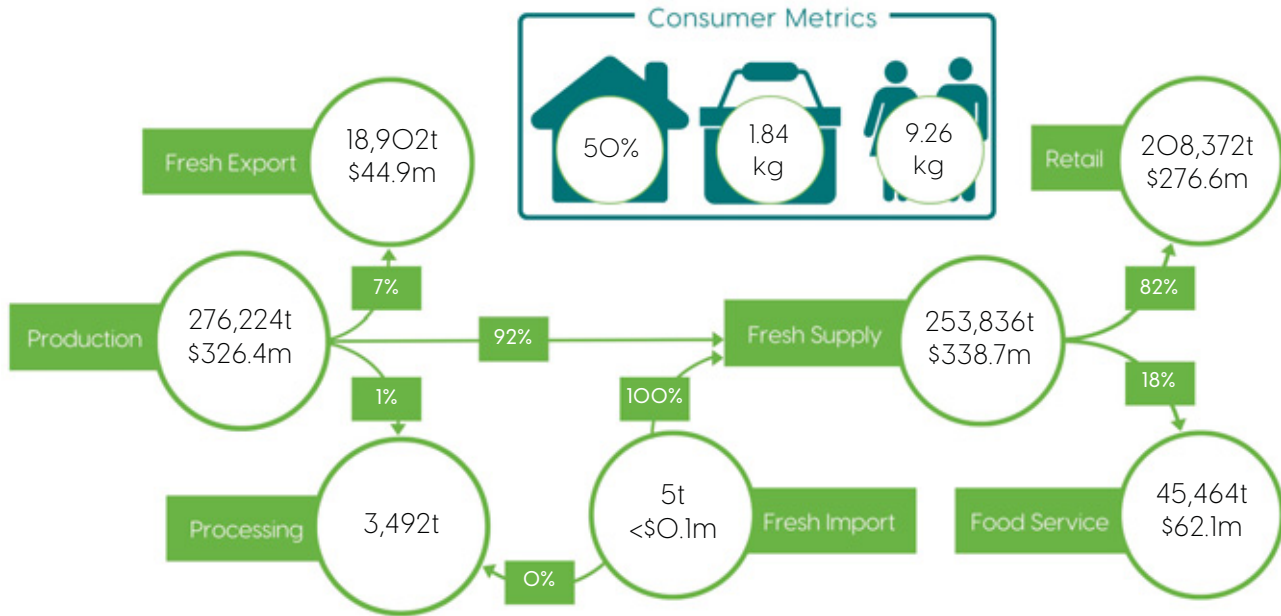 Consumer Metrics
50%
1.84
kg
9.26
kg
Fresh Export
18,902t
$44.9m
Retail
208,372t
$276.6m
7%
82%
Production
276,224t
$326.4m
92%
Fresh Supply
253,836t
$338.7m
1%
100%
18%
Processing
3,492t
5t
<$0.1m
Fresh Import
Food Service
45,464t
$62.1m
0%